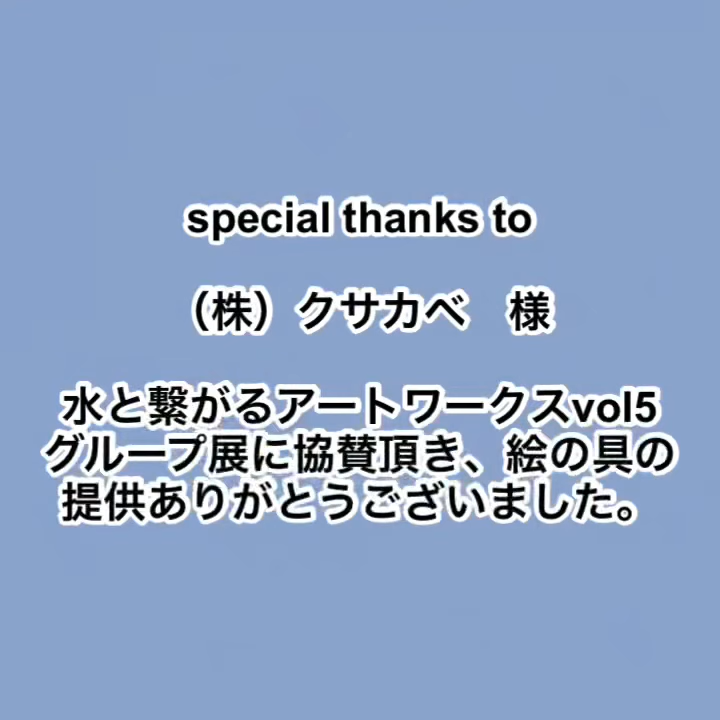 special thanks to
（株）クサカベ　様
水と繋がるアートワークスvol5
グループ展に協賛頂き、絵の具の
提供ありがとうございました。